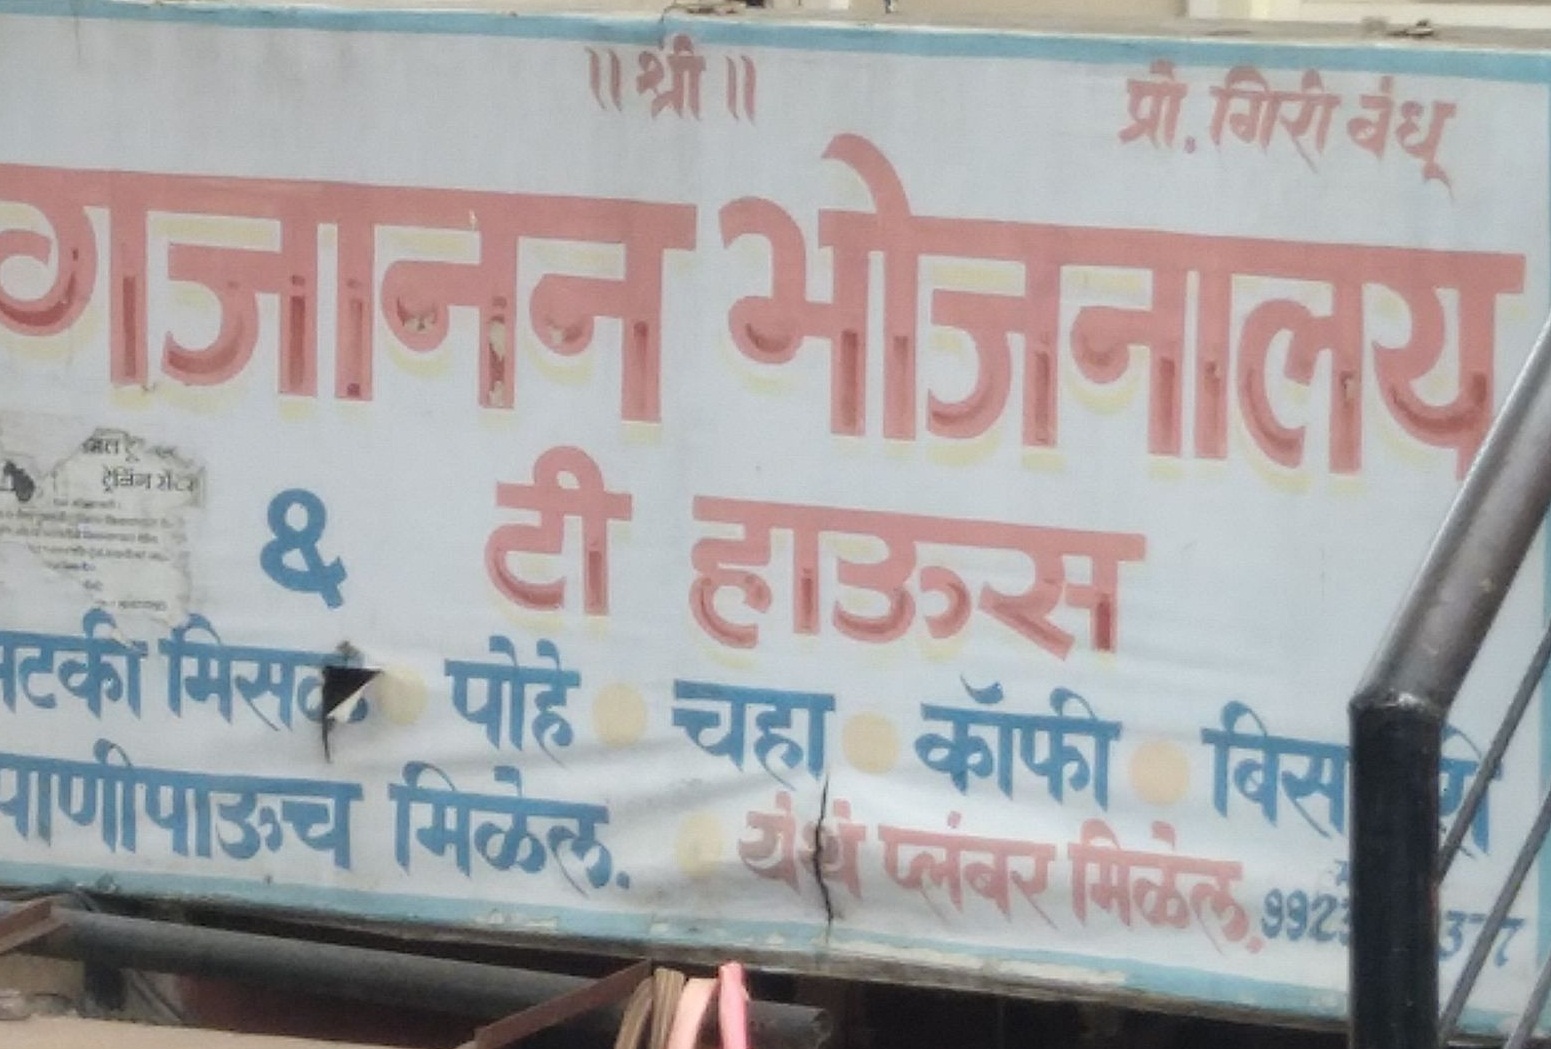 ॥ श्री ॥
प्रो. गिरी बंधू
गजानन भोजनालय
& टी हाऊस
मटकी मिसळ पोहे चहा कॉफी
पाणीपाऊच मिळेल. येथे प्लंबर मिळेल.